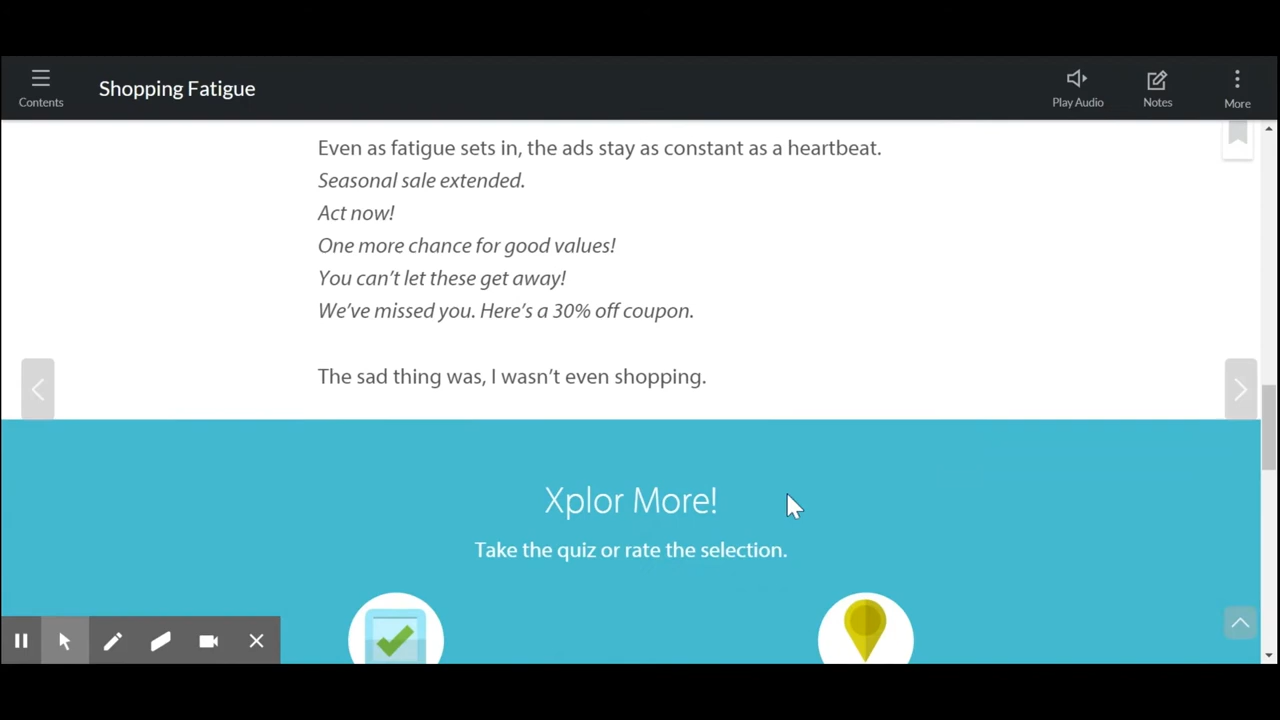 Contents
Shopping Fatigue
Play Audio
Notes
More
Even as fatigue sets in, the ads stay as constant as a heartbeat.
Seasonal sale extended.
Act now!
One more chance for good values!
You can’t let these get away!
We’ve missed you. Here’s a 30% off coupon.
The sad thing was, I wasn’t even shopping.
Xplor More!
Take the quiz or rate the selection.